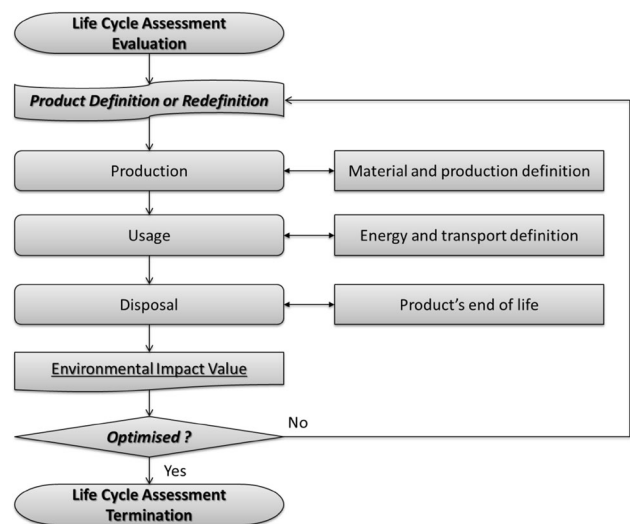 Life Cycle Assessment
Evaluation
Product Definition or Redefinition
Production
Material and production definition
Usage
Energy and transport definition
Disposal
Product's end of life
Environmental Impact Value
Optimised ?
No
Yes
Life Cycle Assessment
Termination